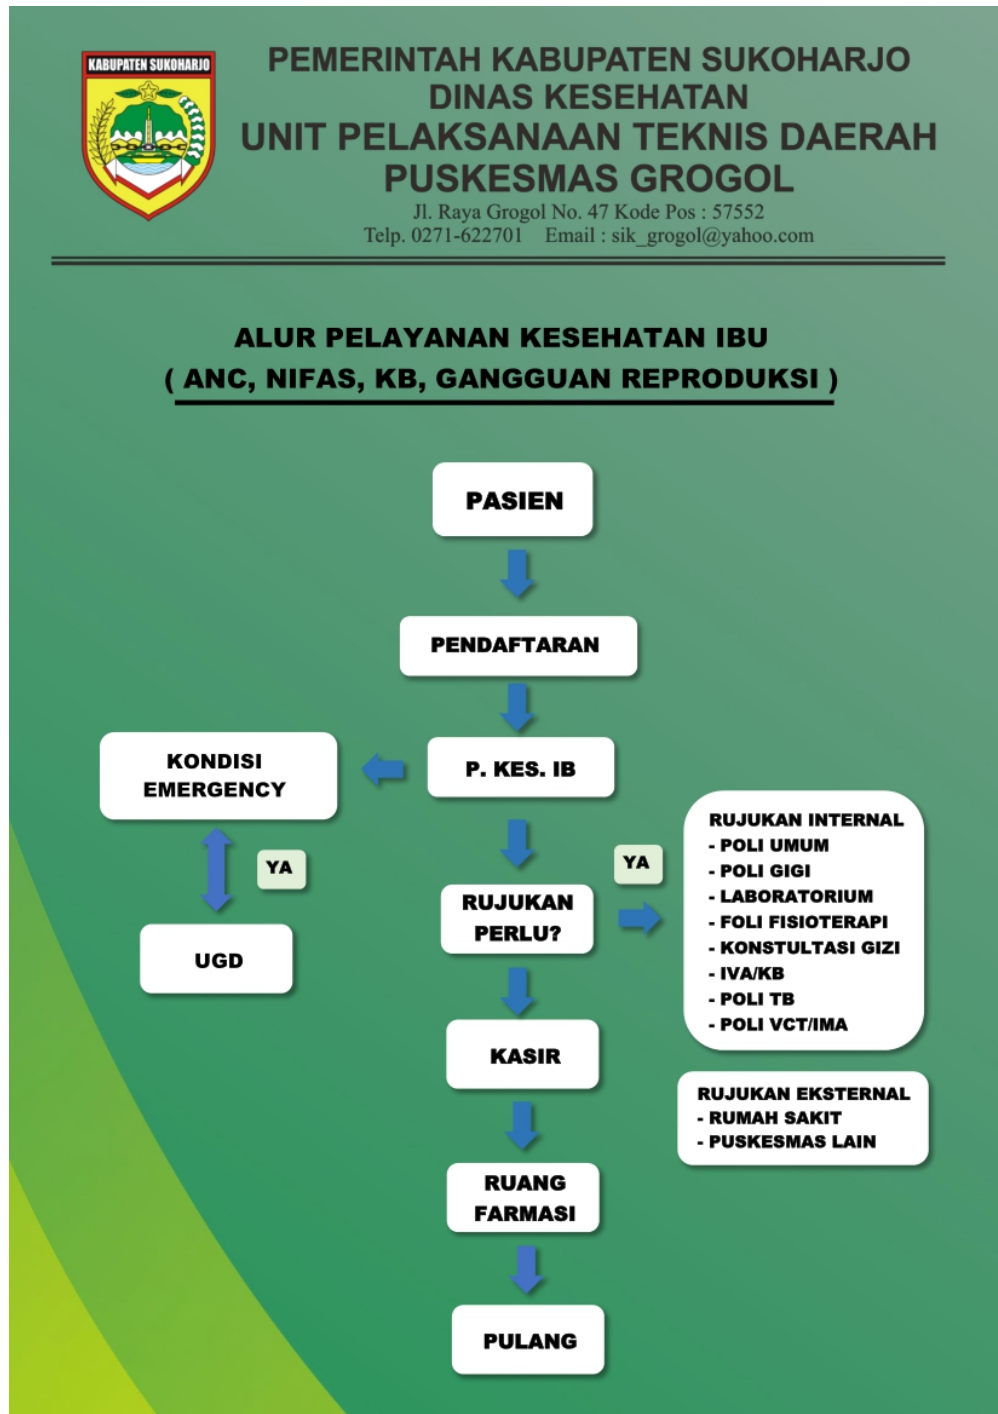 KABUPATEN SUKOHARJO
PEMERINTAH KABUPATEN SUKOHARJO
DINAS KESEHATAN
UNIT PELAKSANAAN TEKNIS DAERAH
PUSKESMAS GROGOL
Jl. Raya Grogol No. 47 Kode Pos : 57552
Telp. 0271-622701 Email : sik_grogol@yahoo.com
ALUR PELAYANAN KESEHATAN IBU
( ANC, NIFAS, KB, GANGGUAN REPRODUKSI )
PASIEN
PENDAFTARAN
P. KES. IB
KONDISI
EMERGENCY
YA
UGD
RUJUKAN
PERLU?
YA
RUJUKAN INTERNAL
- POLI UMUM
- POLI GIGI
- LABORATORIUM
- FOLI FISIOTERAPI
- KONSTULTASI GIZI
- IVA/KB
- POLI TB
- POLI VCT/IMA
RUJUKAN EKSTERNAL
- RUMAH SAKIT
- PUSKESMAS LAIN
KASIR
RUANG
FARMASI
PULANG